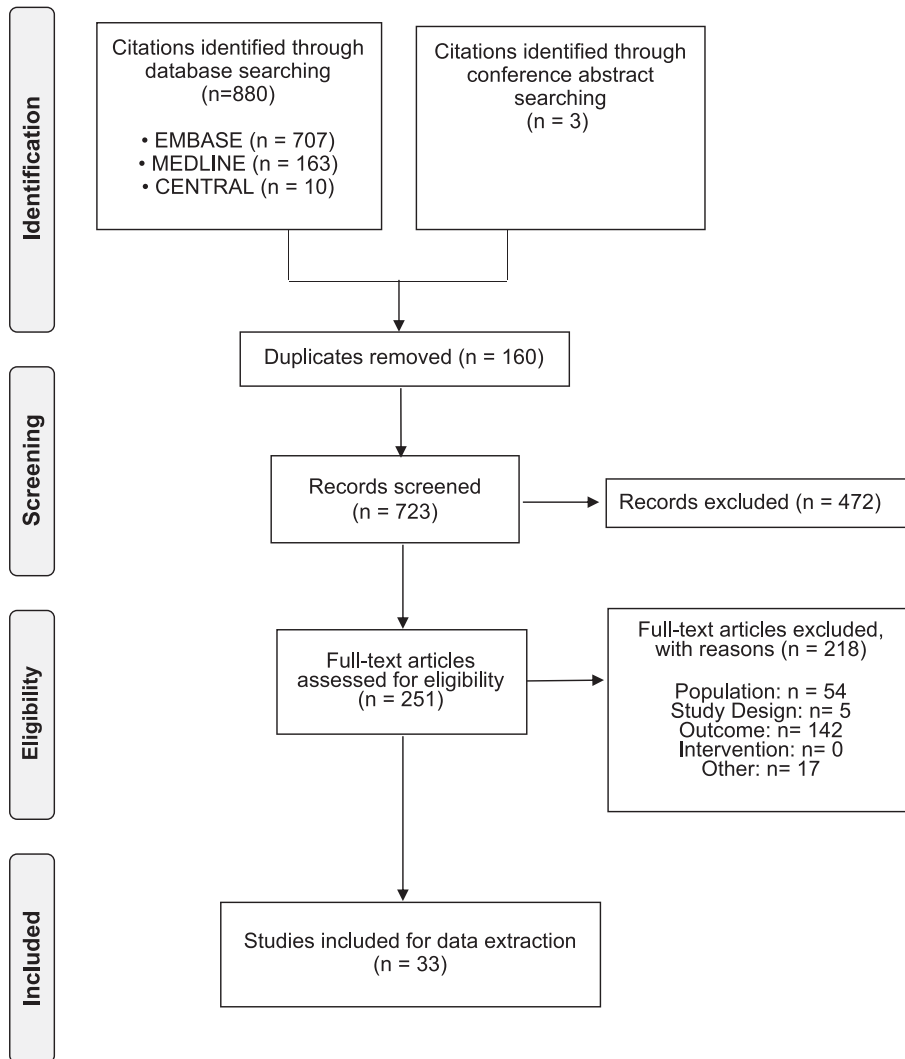 Identification
Citations identified through
database searching
(n=880)
• EMBASE (n = 707)
• MEDLINE (n = 163)
• CENTRAL (n = 10)
Citations identified through
conference abstract
searching
(n = 3)
Duplicates removed (n = 160)
Screening
Records screened
(n = 723)
Records excluded (n = 472)
Eligibility
Full-text articles
assessed for eligibility
(n = 251)
Full-text articles excluded,
with reasons (n = 218)
Population: n = 54
Study Design: n= 5
Outcome: n= 142
Intervention: n= 0
Other: n= 17
Included
Studies included for data extraction
(n = 33)